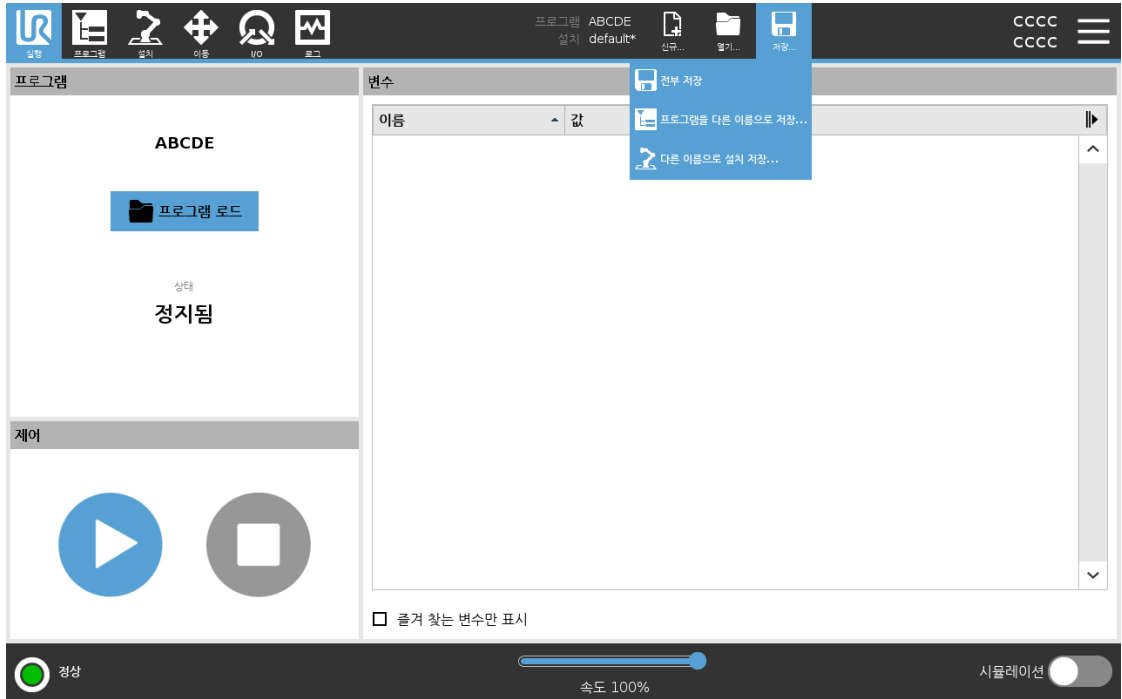 UR
실행
프로그램
설치
이동
I/O
로그
프로그램 ABCDE
설치 default*
신규...
열기...
저장...
CCCC
CCCC
전부 저장
프로그램을 다른 이름으로 저장...
다른 이름으로 설치 저장...
프로그램
ABCDE
프로그램 로드
상태
정지됨
제어
변수
이름 값
즐겨 찾는 변수만 표시
정상
속도 100%
시뮬레이션